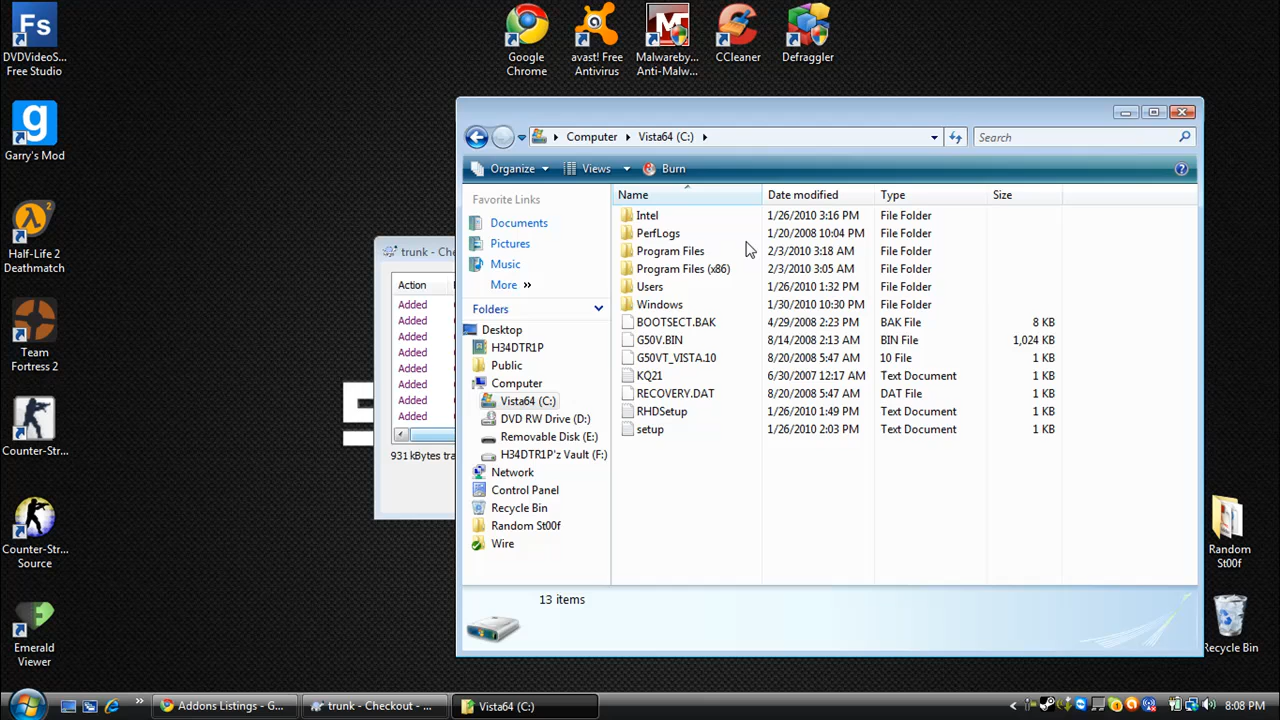 DVDVideoS...
Free Studio
Garry's Mod
Half-Life 2
Deathmatch
Team
Fortress 2
Counter-Str...
Counter-Str...
Source
Emerald
Viewer
Google
Chrome
avast! Free
Antivirus
Malwareby...
Anti-Malw...
CCleaner
Defraggler
trunk - Che
Action
Added
Added
Added
Added
Added
Added
Added
Added
931 kBytes tra
Computer
Vista64 (C:)
Search
Organize
Views
Burn
Favorite Links
Documents
Pictures
Music
More »
Folders
Desktop
H34DTR1P
Public
Computer
Vista64 (C:)
DVD RW Drive (D:)
Removable Disk (E:)
H34DTR1P'z Vault (F:)
Network
Control Panel
Recycle Bin
Random St00f
Wire
Name Date modified Type Size
Intel 1/26/2010 3:16 PM File Folder
PerfLogs 1/20/2008 10:04 PM File Folder
Program Files 2/3/2010 3:18 AM File Folder
Program Files (x86) 2/3/2010 3:05 AM File Folder
Users 1/26/2010 1:32 PM File Folder
Windows 1/30/2010 10:30 PM File Folder
BOOTSECT.BAK 4/29/2008 2:23 PM BAK File 8 KB
G50V.BIN 8/14/2008 2:13 AM BIN File 1,024 KB
G50VT_VISTA.10 8/20/2008 5:47 AM 10 File 1 KB
KQ21 6/30/2007 12:17 AM Text Document 1 KB
RECOVERY.DAT 8/20/2008 5:47 AM DAT File 1 KB
RHDSetup 1/26/2010 1:49 PM Text Document 1 KB
setup 1/26/2010 2:03 PM Text Document 1 KB
13 items
Random
St00f
Recycle Bin
Addons Listings - G...
trunk - Checkout - ...
Vista64 (C:)
8:08 PM